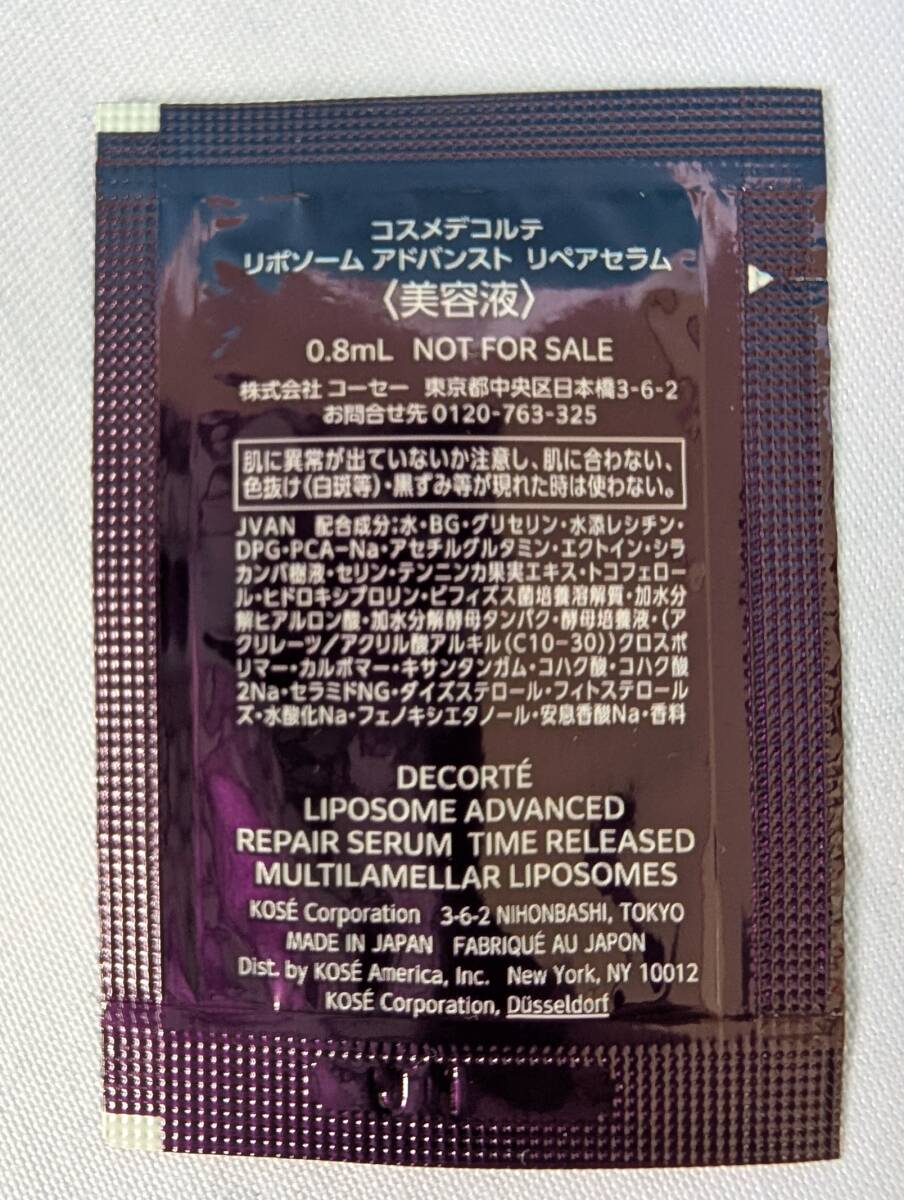 コスメデコルテ
リポソーム アドバンスト リペアセラム
〈美容液〉
0.8mL NOT FOR SALE
株式会社 コーセー 東京都中央区日本橋3-6-2
お問合せ先 0120-763-325
肌に異常が出ていないか注意し、肌に合わない、
色抜け(白斑等)・黒ずみ等が現れた時は使わない。
JVAN 配合成分:水・BG・グリセリン・水添レシチン・
DPG・PCA-Na・アセチルグルタミン・エクトイン・シラ
カンバ樹液・セリン・テンニンカ果実エキス・トコフェロー
ル・ヒドロキシプロリン・ビフィズス菌培養溶解質・加水分
解ヒアルロン酸・加水分解酵母タンパク・酵母培養液・(ア
クリレーツ/アクリル酸アルキル(C10-30))クロスポ
リマー・カルボマー・キサンタンガム・コハク酸・コハク酸
2Na・セラミドNG・ダイズステロール・フィトステロール
ズ・水酸化Na・フェノキシエタノール・安息香酸Na・香料
DECORTÉ
LIPOSOME ADVANCED
REPAIR SERUM TIME RELEASED
MULTILAMELLAR LIPOSOMES
KOSÉ Corporation 3-6-2 NIHONBASHI, TOKYO
MADE IN JAPAN FABRIQUÉ AU JAPON
Dist. by KOSÉ America, Inc. New York, NY 10012
KOSÉ Corporation, Düsseldorf